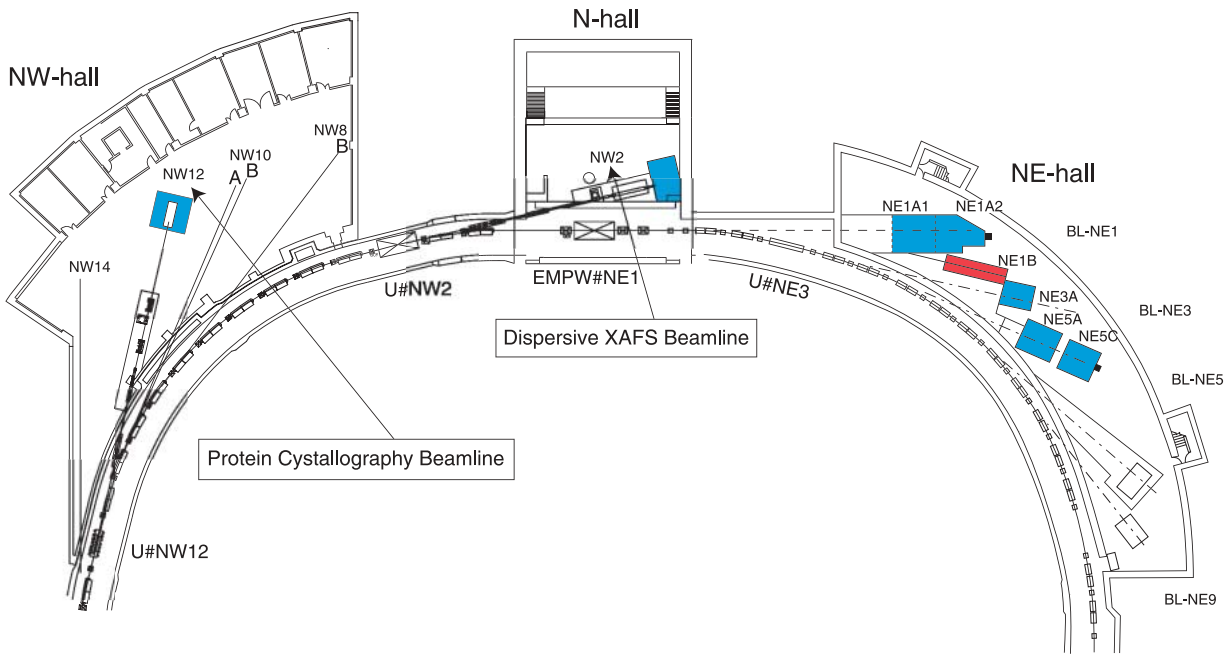 N-hall
NW-hall
NW8
B
NW10
B
A
NW12
NW2
NE-hall
NE1A1
NE1A2
BL-NE1
NE1B
NW14
U#NW2
EMPW#NE1
U#NE3
NE3A
BL-NE3
NE5A
NE5C
Dispersive XAFS Beamline
BL-NE5
Protein Cystallography Beamline
U#NW12
BL-NE9